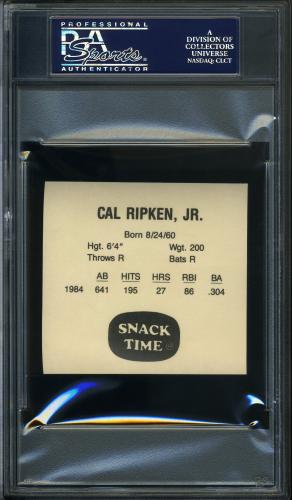 PROFESSIONAL
PSA
Sports
AUTHENTICATOR
A
DIVISION OF
COLLECTORS
UNIVERSE
NASDAQ: CLCT
CAL RIPKEN, JR.
Born 8/24/60
Hgt. 6'4" Wgt. 200
Throws R Bats R
AB HITS HRS RBI BA
1984 641 195 27 86 .304
SNACK
TIME